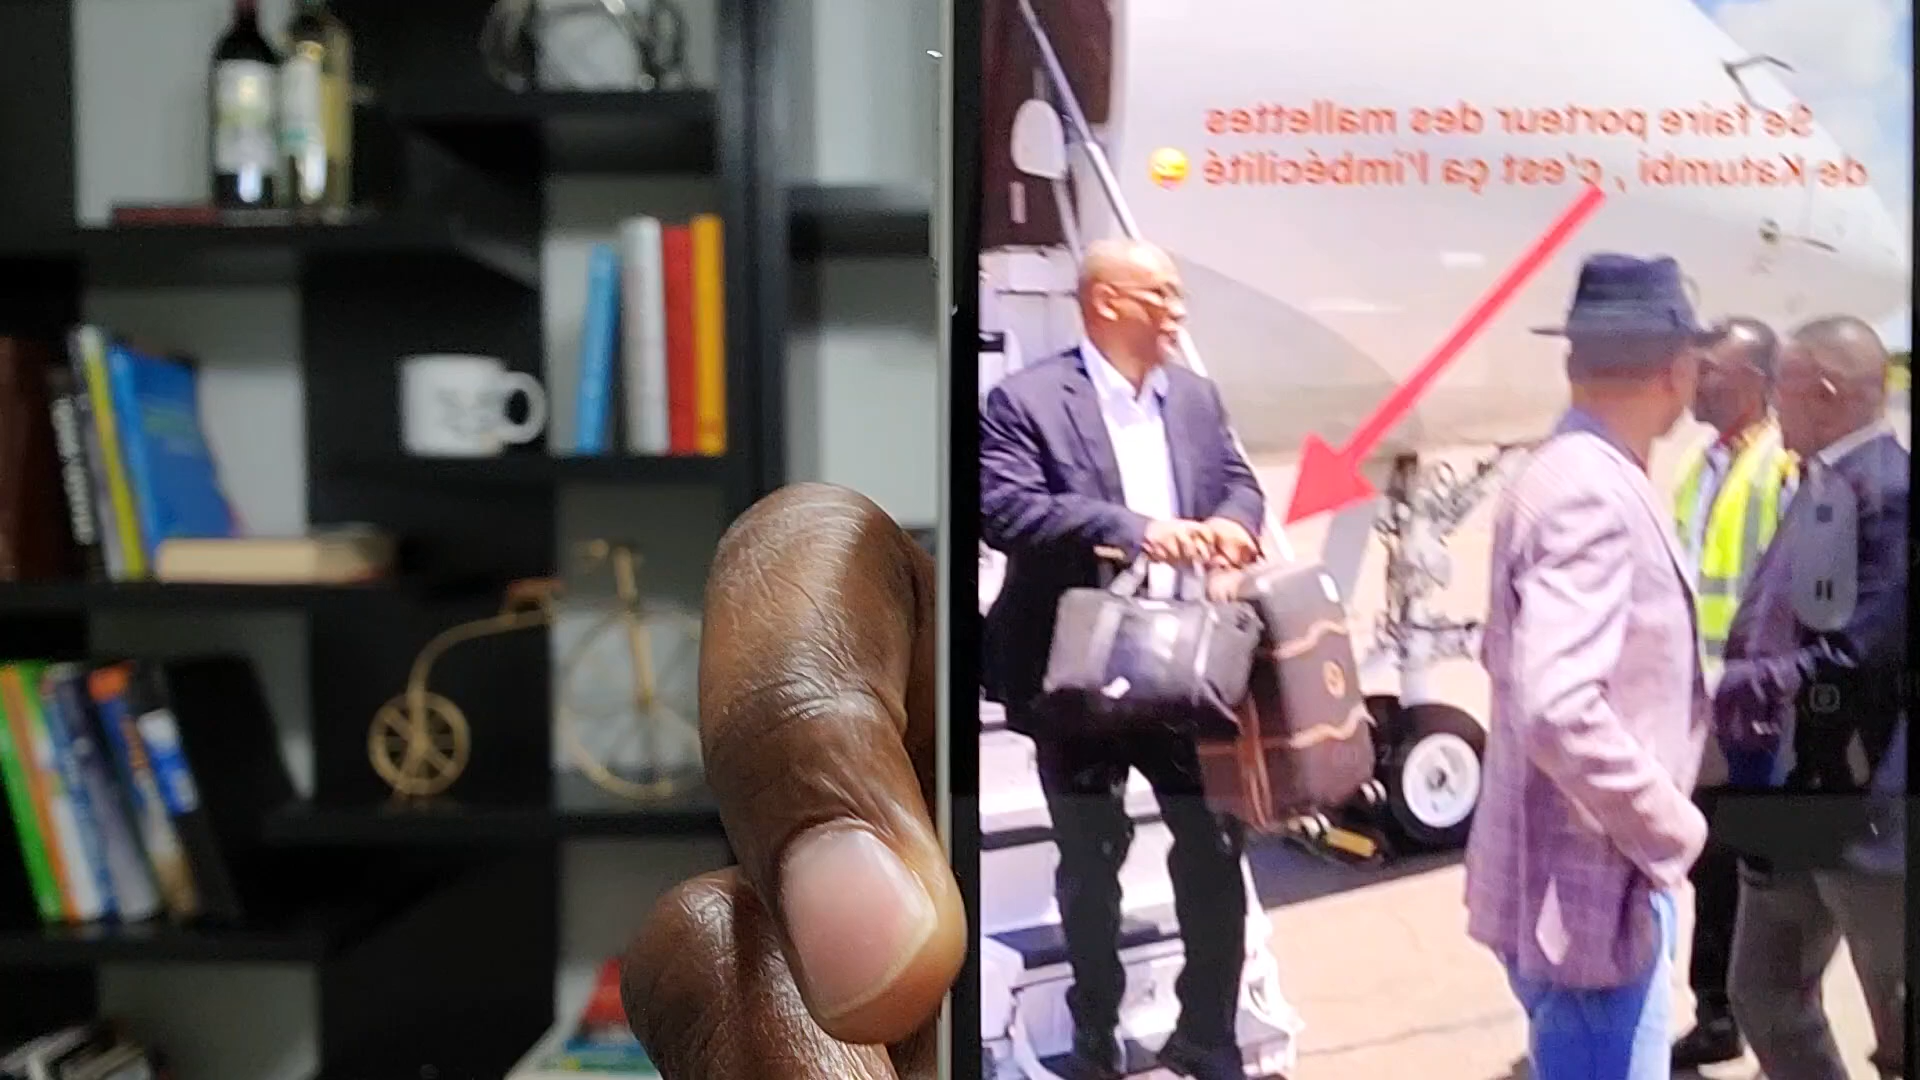 Se faire porteur des mallettes
de Katumbi , c'est ça l'imbécilité 😜